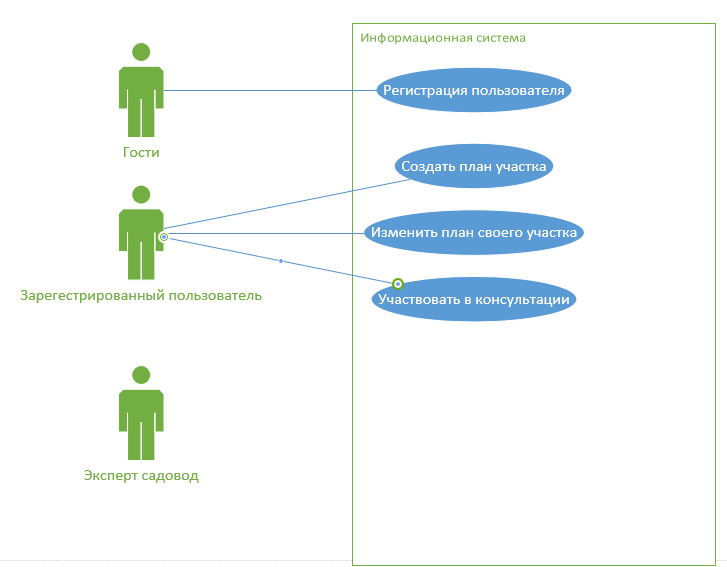 Информационная система
Регистрация пользователя
Гости
Создать план участка
Изменить план своего участка
Зарегестрированный пользователь
Участвовать в консультации
Эксперт садовод